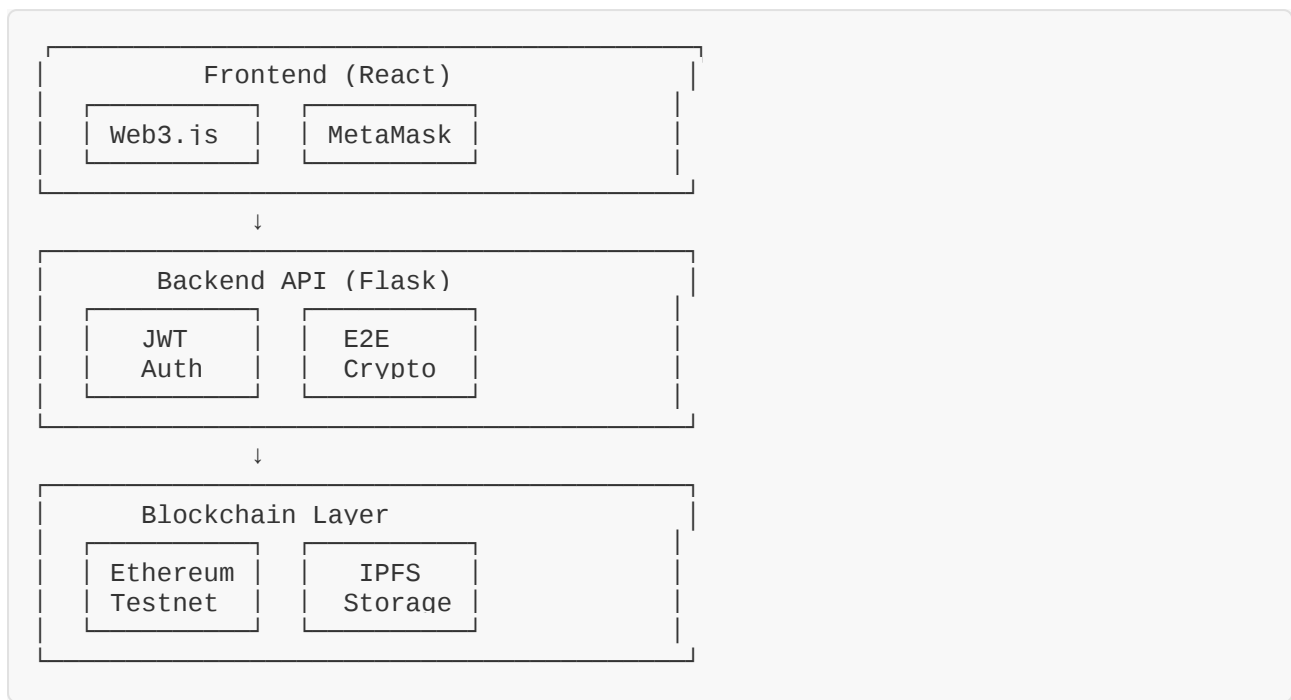 Frontend (React)
Web3.js MetaMask
↓
Backend API (Flask)
JWT E2E
Auth Crypto
↓
Blockchain Layer
Ethereum IPFS
Testnet Storage